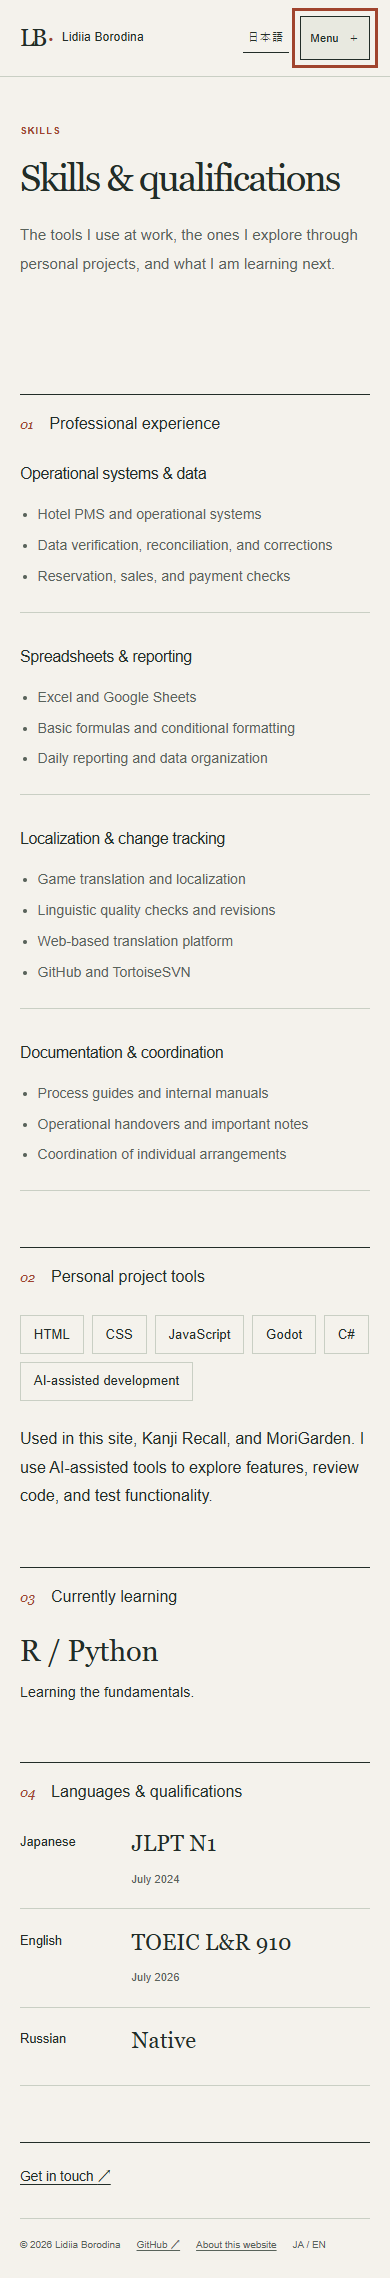 LB• Lidiia Borodina
日本語
Menu +
SKILLS
Skills & qualifications
The tools I use at work, the ones I explore through
personal projects, and what I am learning next.
01 Professional experience
Operational systems & data
• Hotel PMS and operational systems
• Data verification, reconciliation, and corrections
• Reservation, sales, and payment checks
Spreadsheets & reporting
• Excel and Google Sheets
• Basic formulas and conditional formatting
• Daily reporting and data organization
Localization & change tracking
• Game translation and localization
• Linguistic quality checks and revisions
• Web-based translation platform
• GitHub and TortoiseSVN
Documentation & coordination
• Process guides and internal manuals
• Operational handovers and important notes
• Coordination of individual arrangements
02 Personal project tools
HTML CSS JavaScript Godot C#
AI-assisted development
Used in this site, Kanji Recall, and MoriGarden. I
use AI-assisted tools to explore features, review
code, and test functionality.
03 Currently learning
R / Python
Learning the fundamentals.
04 Languages & qualifications
Japanese JLPT N1
July 2024
English TOEIC L&R 910
July 2026
Russian Native
Get in touch ↗
© 2026 Lidiia Borodina GitHub ↗ About this website JA / EN